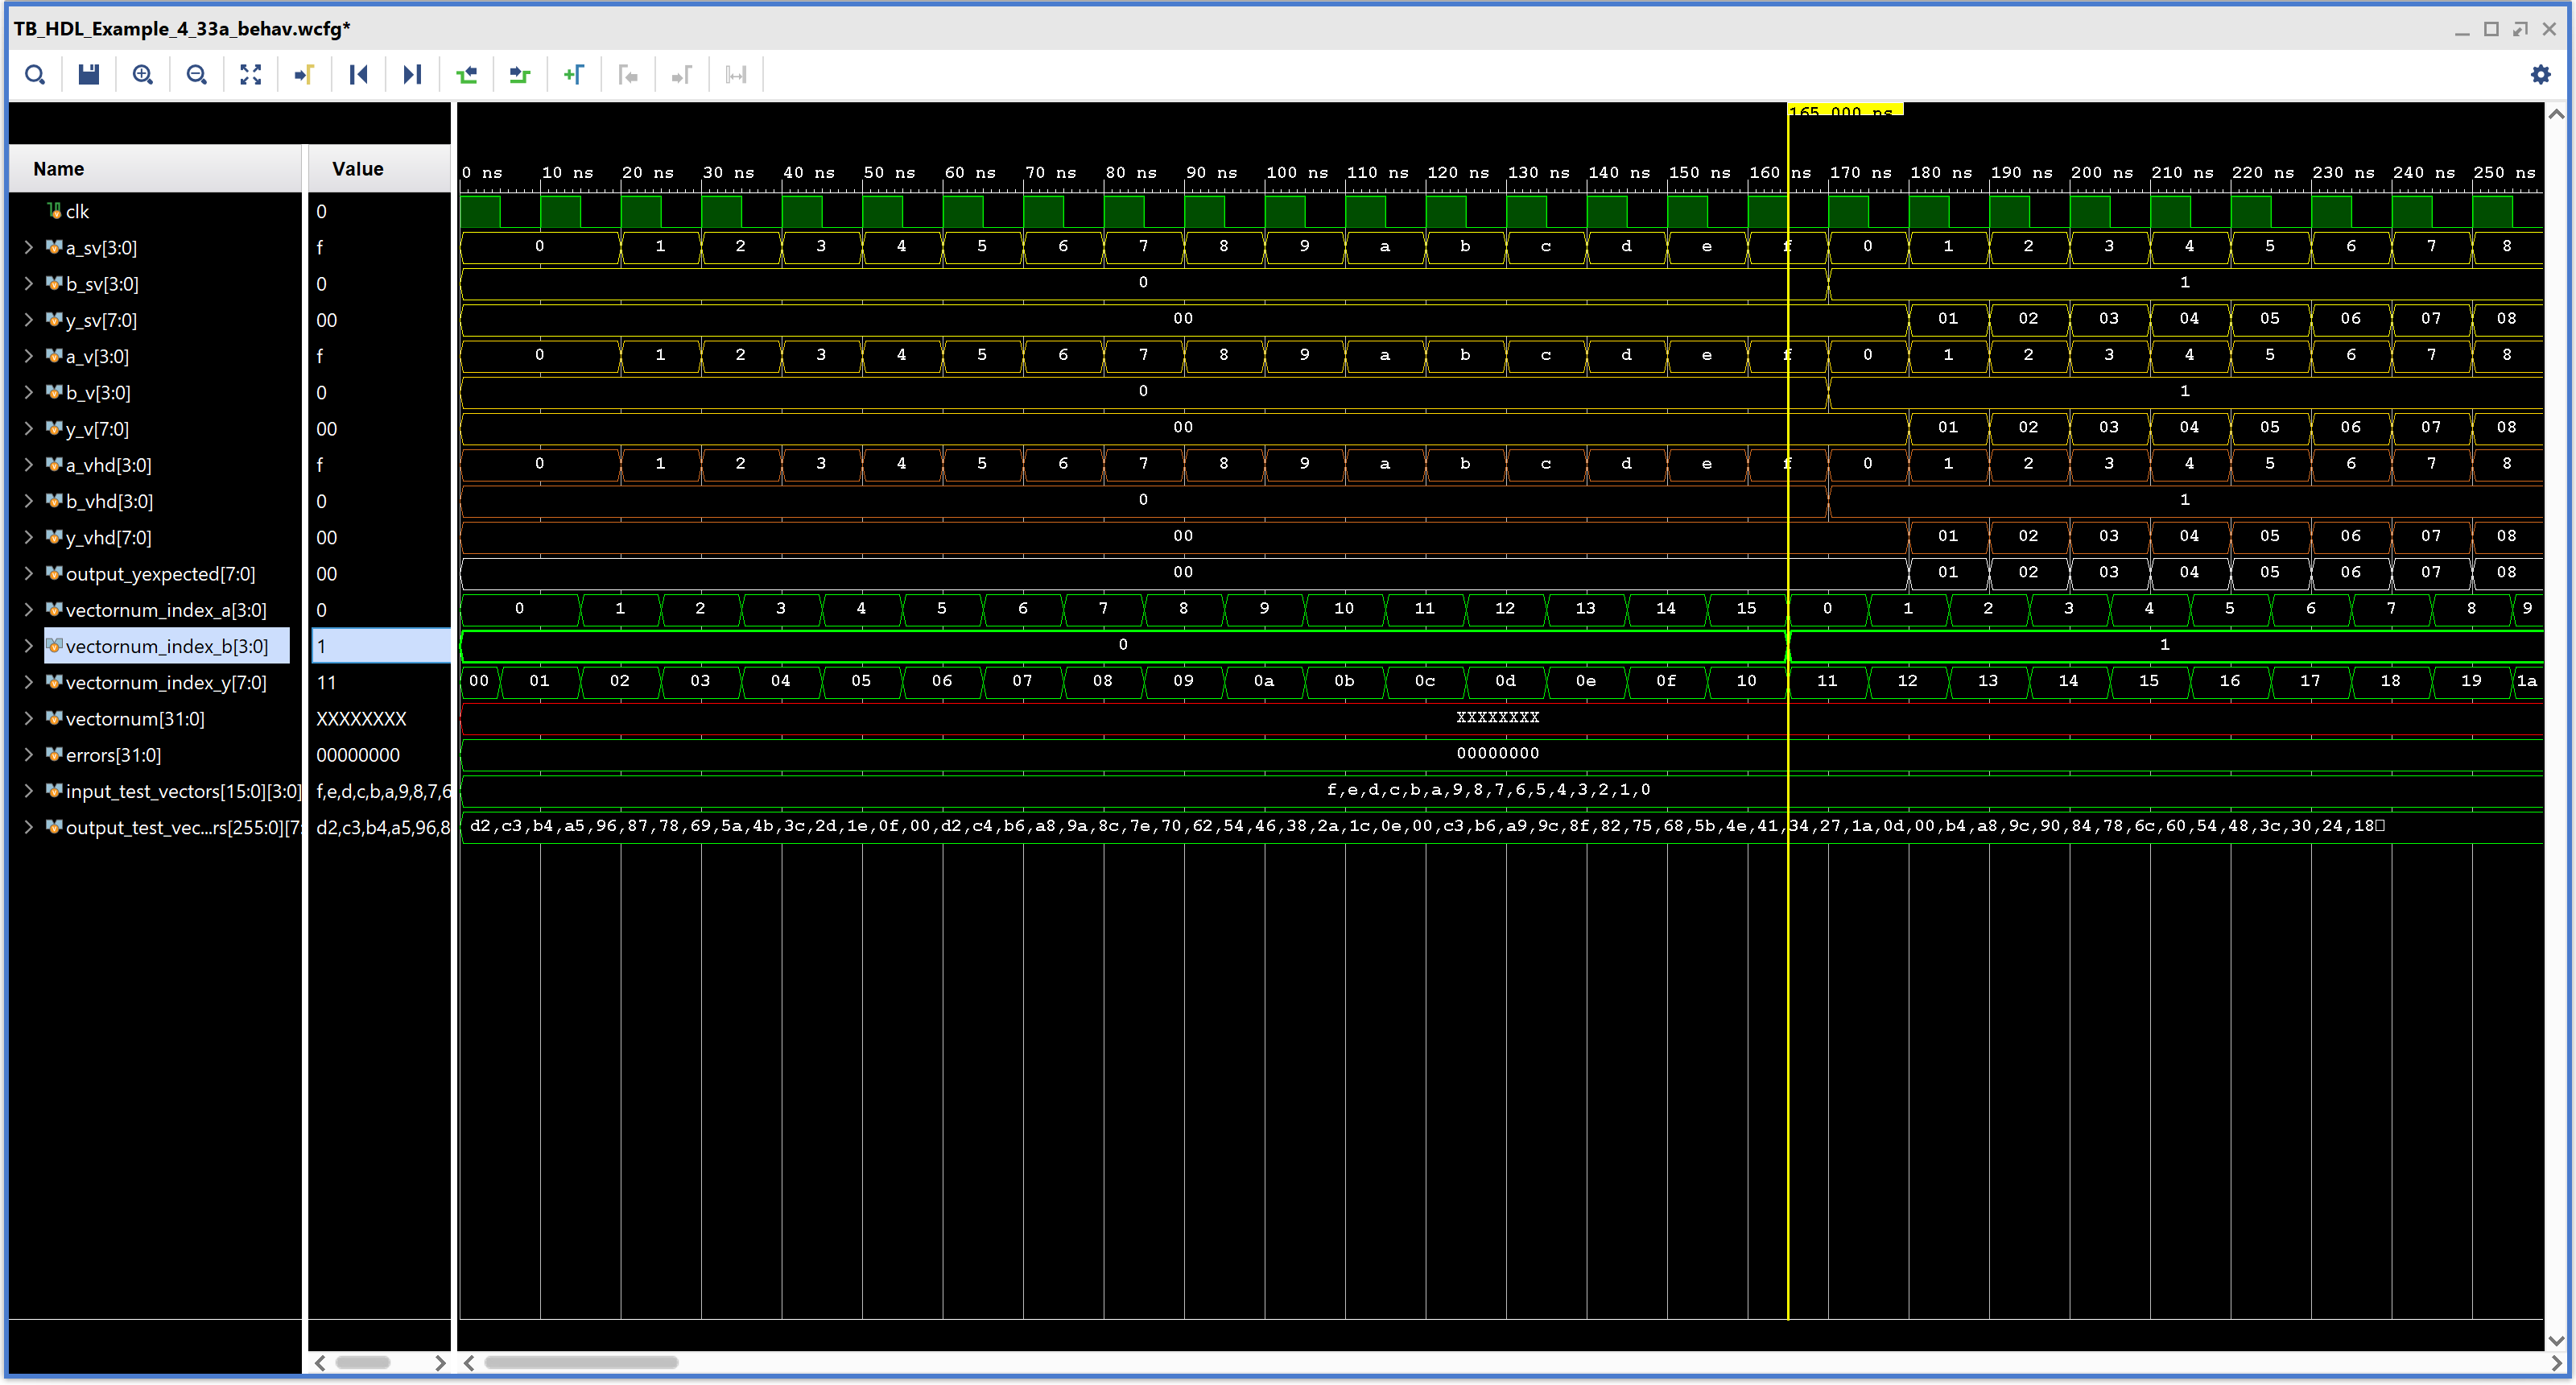 TB_HDL_Example_4_33a_behav.wcfg*
165.000 ns
Name Value
0 ns 10 ns 20 ns 30 ns 40 ns 50 ns 60 ns 70 ns 80 ns 90 ns 100 ns 110 ns 120 ns 130 ns 140 ns 150 ns 160 ns 170 ns 180 ns 190 ns 200 ns 210 ns 220 ns 230 ns 240 ns 250 ns
clk 0
a_sv[3:0] f 0 1 2 3 4 5 6 7 8 9 a b c d e f 0 1 2 3 4 5 6 7 8
b_sv[3:0] 0 0 1
y_sv[7:0] 00 00 01 02 03 04 05 06 07 08
a_v[3:0] f 0 1 2 3 4 5 6 7 8 9 a b c d e f 0 1 2 3 4 5 6 7 8
b_v[3:0] 0 0 1
y_v[7:0] 00 00 01 02 03 04 05 06 07 08
a_vhd[3:0] f 0 1 2 3 4 5 6 7 8 9 a b c d e f 0 1 2 3 4 5 6 7 8
b_vhd[3:0] 0 0 1
y_vhd[7:0] 00 00 01 02 03 04 05 06 07 08
output_yexpected[7:0] 00 00 01 02 03 04 05 06 07 08
vectornum_index_a[3:0] 0 0 1 2 3 4 5 6 7 8 9 10 11 12 13 14 15 0 1 2 3 4 5 6 7 8 9
vectornum_index_b[3:0] 1 0 1
vectornum_index_y[7:0] 11 00 01 02 03 04 05 06 07 08 09 0a 0b 0c 0d 0e 0f 10 11 12 13 14 15 16 17 18 19 1a
vectornum[31:0] XXXXXXXX XXXXXXXX
errors[31:0] 00000000 00000000
input_test_vectors[15:0][3:0] f,e,d,c,b,a,9,8,7,6 f,e,d,c,b,a,9,8,7,6,5,4,3,2,1,0
output_test_vec...rs[255:0][7: d2,c3,b4,a5,96,8 d2,c3,b4,a5,96,87,78,69,5a,4b,3c,2d,1e,0f,00,d2,c4,b6,a8,9a,8c,7e,70,62,54,46,38,2a,1c,0e,00,c3,b6,a9,9c,8f,82,75,68,5b,4e,41,34,27,1a,0d,00,b4,a8,9c,90,84,78,6c,60,54,48,3c,30,24,18